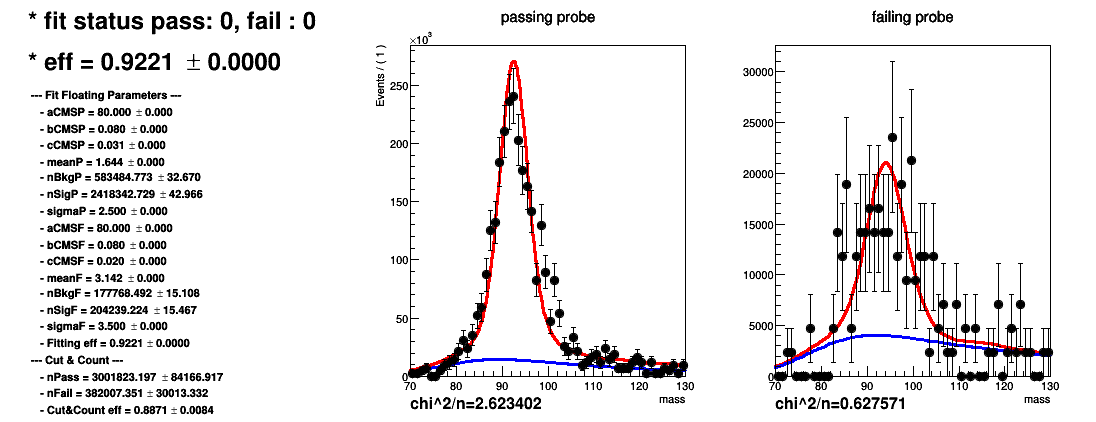 * fit status pass: 0, fail : 0
* eff = 0.9221 ± 0.0000
--- Fit Floating Parameters ---
- aCMSP = 80.000 ± 0.000
- bCMSP = 0.080 ± 0.000
- cCMSP = 0.031 ± 0.000
- meanP = 1.644 ± 0.000
- nBkgP = 583484.773 ± 32.670
- nSigP = 2418342.729 ± 42.966
- sigmaP = 2.500 ± 0.000
- aCMSF = 80.000 ± 0.000
- bCMSF = 0.080 ± 0.000
- cCMSF = 0.020 ± 0.000
- meanF = 3.142 ± 0.000
- nBkgF = 177768.492 ± 15.108
- nSigF = 204239.224 ± 15.467
- sigmaF = 3.500 ± 0.000
- Fitting eff = 0.9221 ± 0.0000
--- Cut & Count ---
- nPass = 3001823.197 ± 84166.917
- nFail = 382007.351 ± 30013.332
- Cut&Count eff = 0.8871 ± 0.0084
passing probe
×10³
Events / ( 1 )
250
200
150
100
50
0
70 80 90 100 110 120 130
mass
chi^2/n=2.623402
failing probe
30000
25000
20000
15000
10000
5000
0
70 80 90 100 110 120 130
mass
chi^2/n=0.627571